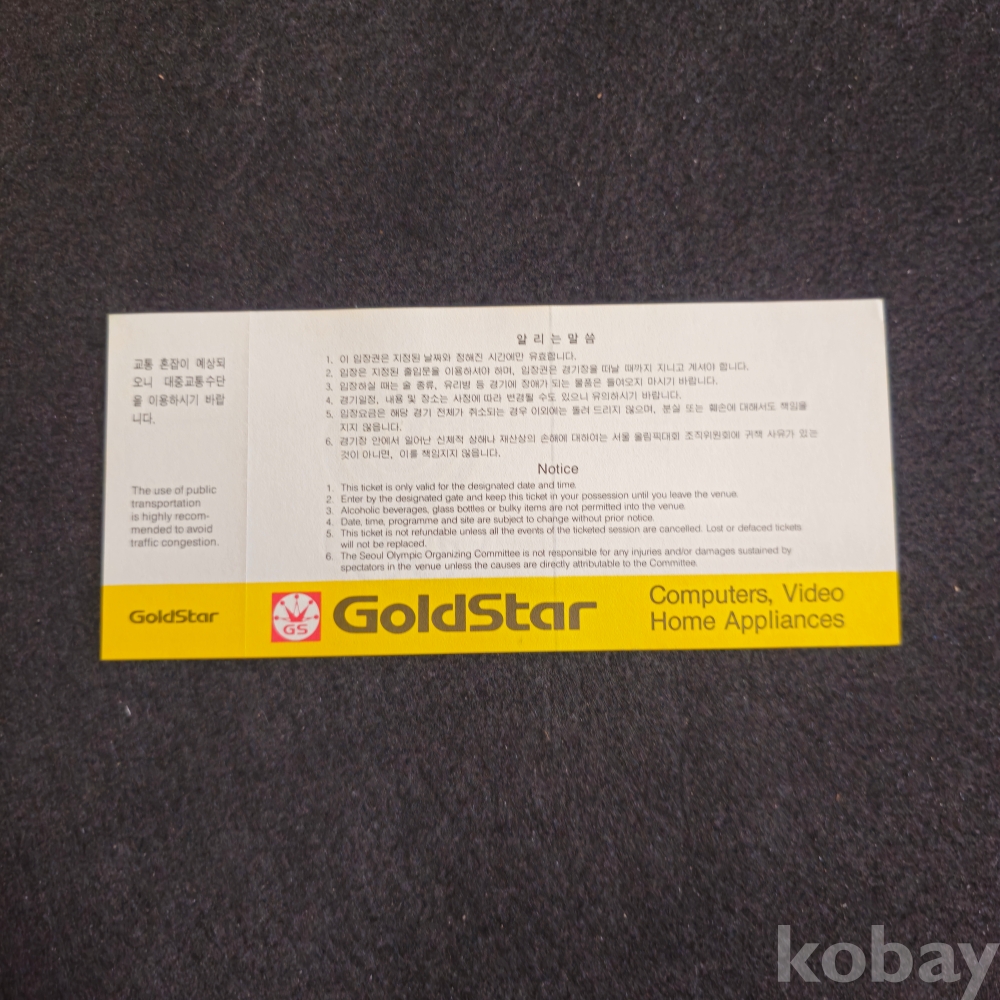 교통 혼잡이 예상되
오니 대중교통수단
을 이용하시기 바랍
니다.
The use of public
transportation
is highly recom-
mended to avoid
traffic congestion.
알리는말씀
1. 이 입장권은 지정된 날짜와 정해진 시간에만 유효합니다.
2. 입장은 지정된 출입문을 이용하셔야 하며, 입장권은 경기장을 떠날 때까지 지니고 계셔야 합니다.
3. 입장하실 때는 술 종류, 유리병 등 경기에 장애가 되는 물품은 들여오지 마시기 바랍니다.
4. 경기일정, 내용 및 장소는 사정에 따라 변경될 수도 있으니 유의하시기 바랍니다.
5. 입장요금은 해당 경기 전체가 취소되는 경우 이외에는 돌려 드리지 않으며, 분실 또는 훼손에 대해서도 책임을
지지 않읍니다.
6. 경기장 안에서 일어난 신체적 상해나 재산상의 손해에 대하여는 서울 올림픽대회 조직위원회에 귀책 사유가 있는
것이 아니면, 이를 책임지지 않읍니다.
Notice
1. This ticket is only valid for the designated date and time.
2. Enter by the designated gate and keep this ticket in your possession until you leave the venue.
3. Alcoholic beverages, glass bottles or bulky items are not permitted into the venue.
4. Date, time, programme and site are subject to change without prior notice.
5. This ticket is not refundable unless all the events of the ticketed session are cancelled. Lost or defaced tickets
will not be replaced.
6. The Seoul Olympic Organizing Committee is not responsible for any injuries and/or damages sustained by
spectators in the venue unless the causes are directly attributable to the Committee.
GoldStar
GS
GoldStar
Computers, Video
Home Appliances
kobay